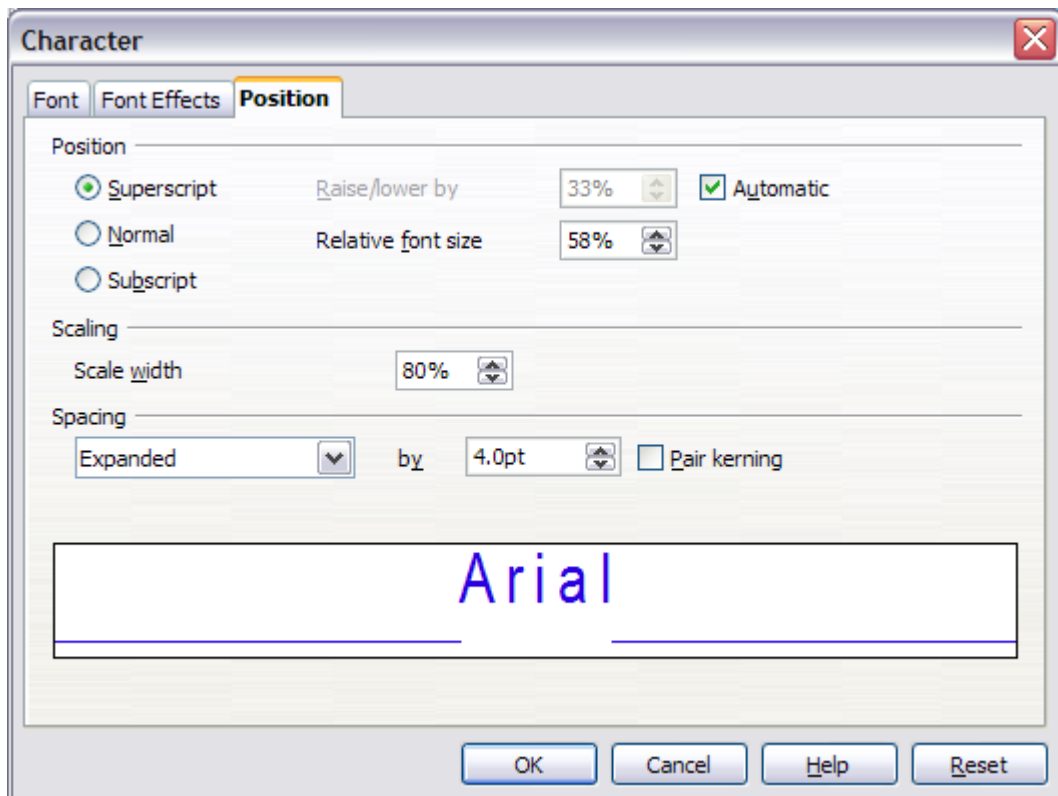 Character
Font Font Effects Position
Position
Superscript Raise/lower by 33% Automatic
Normal Relative font size 58%
Subscript
Scaling
Scale width 80%
Spacing
Expanded by 4.0pt Pair kerning
Arial
OK Cancel Help Reset